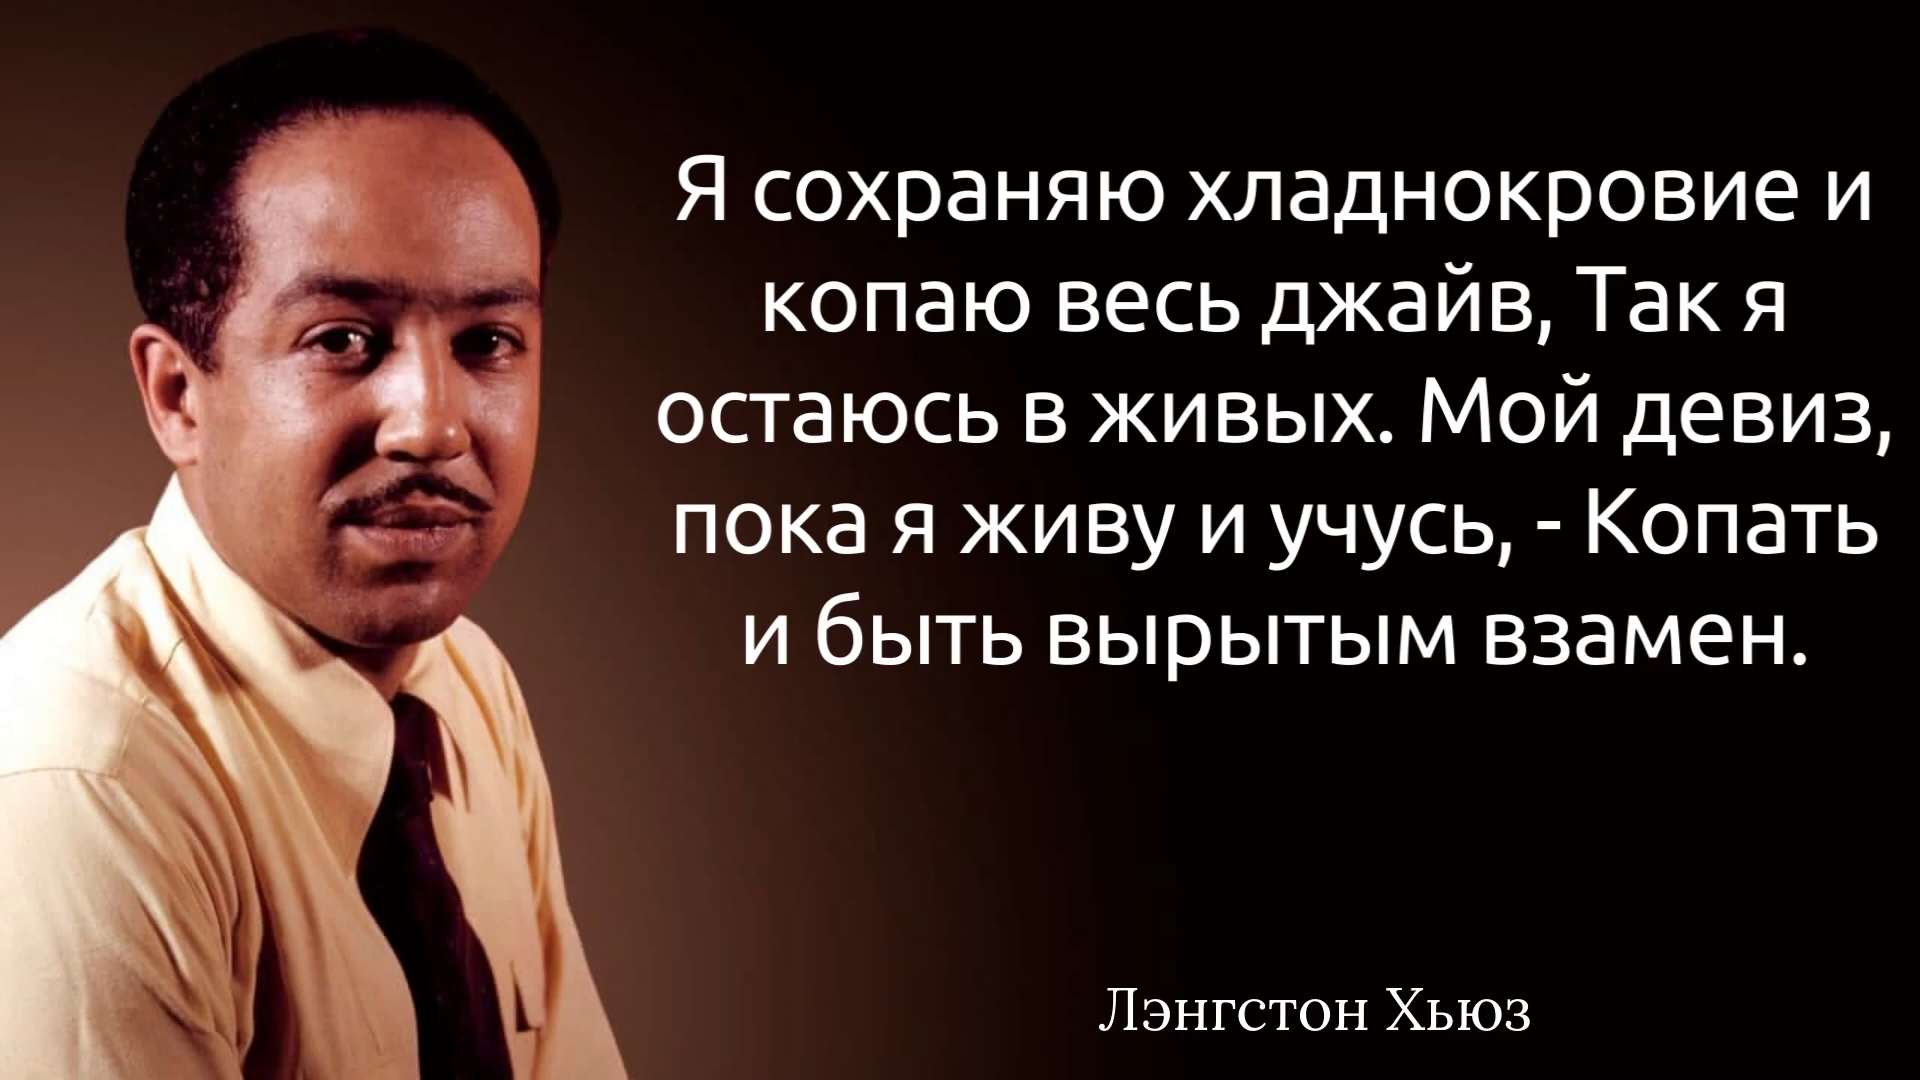 Я сохраняю хладнокровие и
копаю весь джайв, Так я
остаюсь в живых. Мой девиз,
пока я живу и учусь, - Копать
и быть вырытым взамен.
Лэнгстон Хьюз